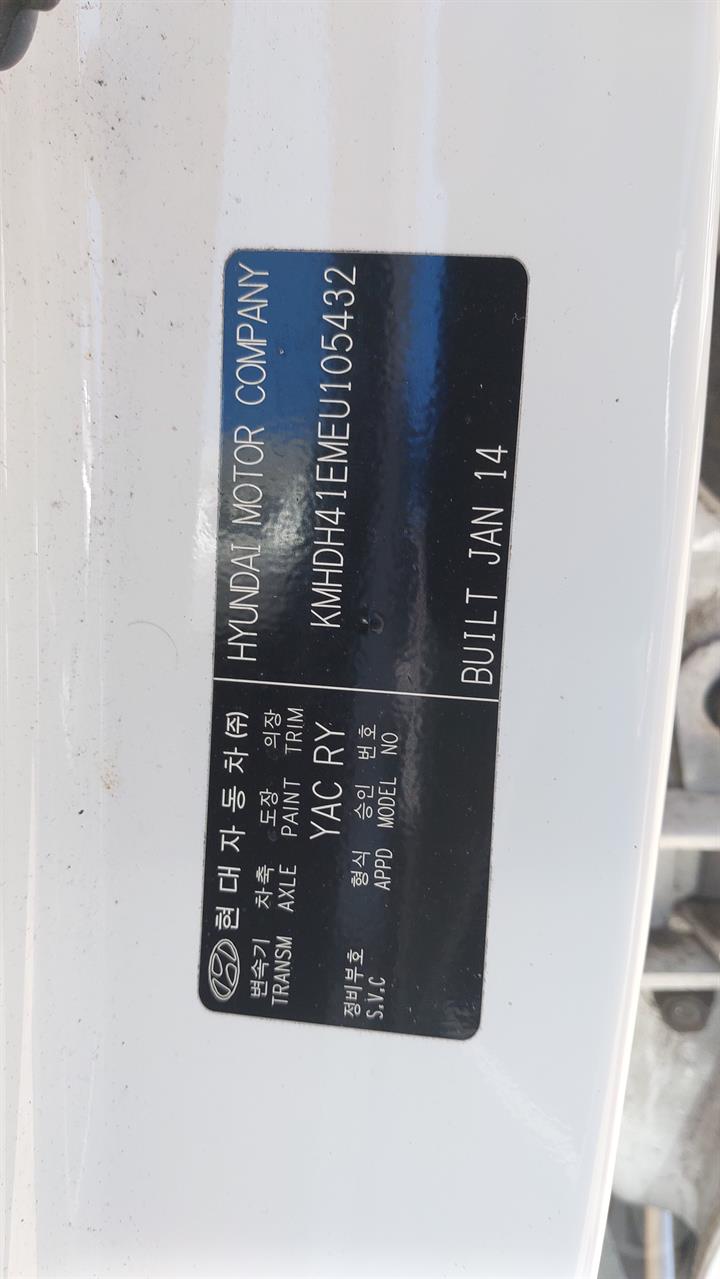 현대자동차(주)
HYUNDAI MOTOR COMPANY
변속기 차축 도장 의장
TRANSM AXLE PAINT TRIM
YAC RY
KMHDH41EMEU105432
정비부호 형식 승인 번호
S.V.C APPD MODEL NO
BUILT JAN 14